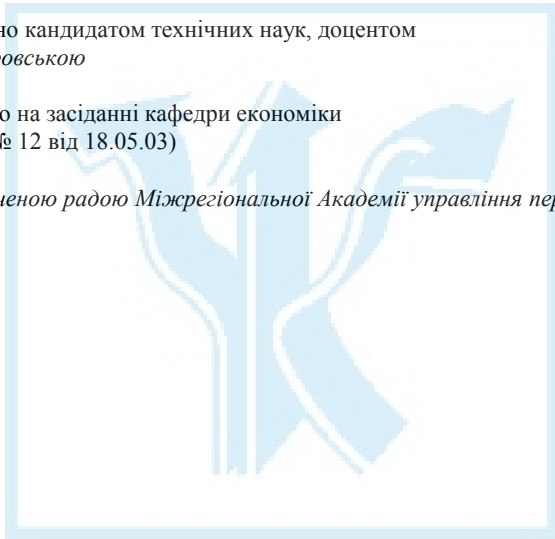 но кандидатом технічних наук, доцентом
овською
о на засіданні кафедри економіки
№ 12 від 18.05.03)
ченою радою Міжрегіональної Академії управління пер